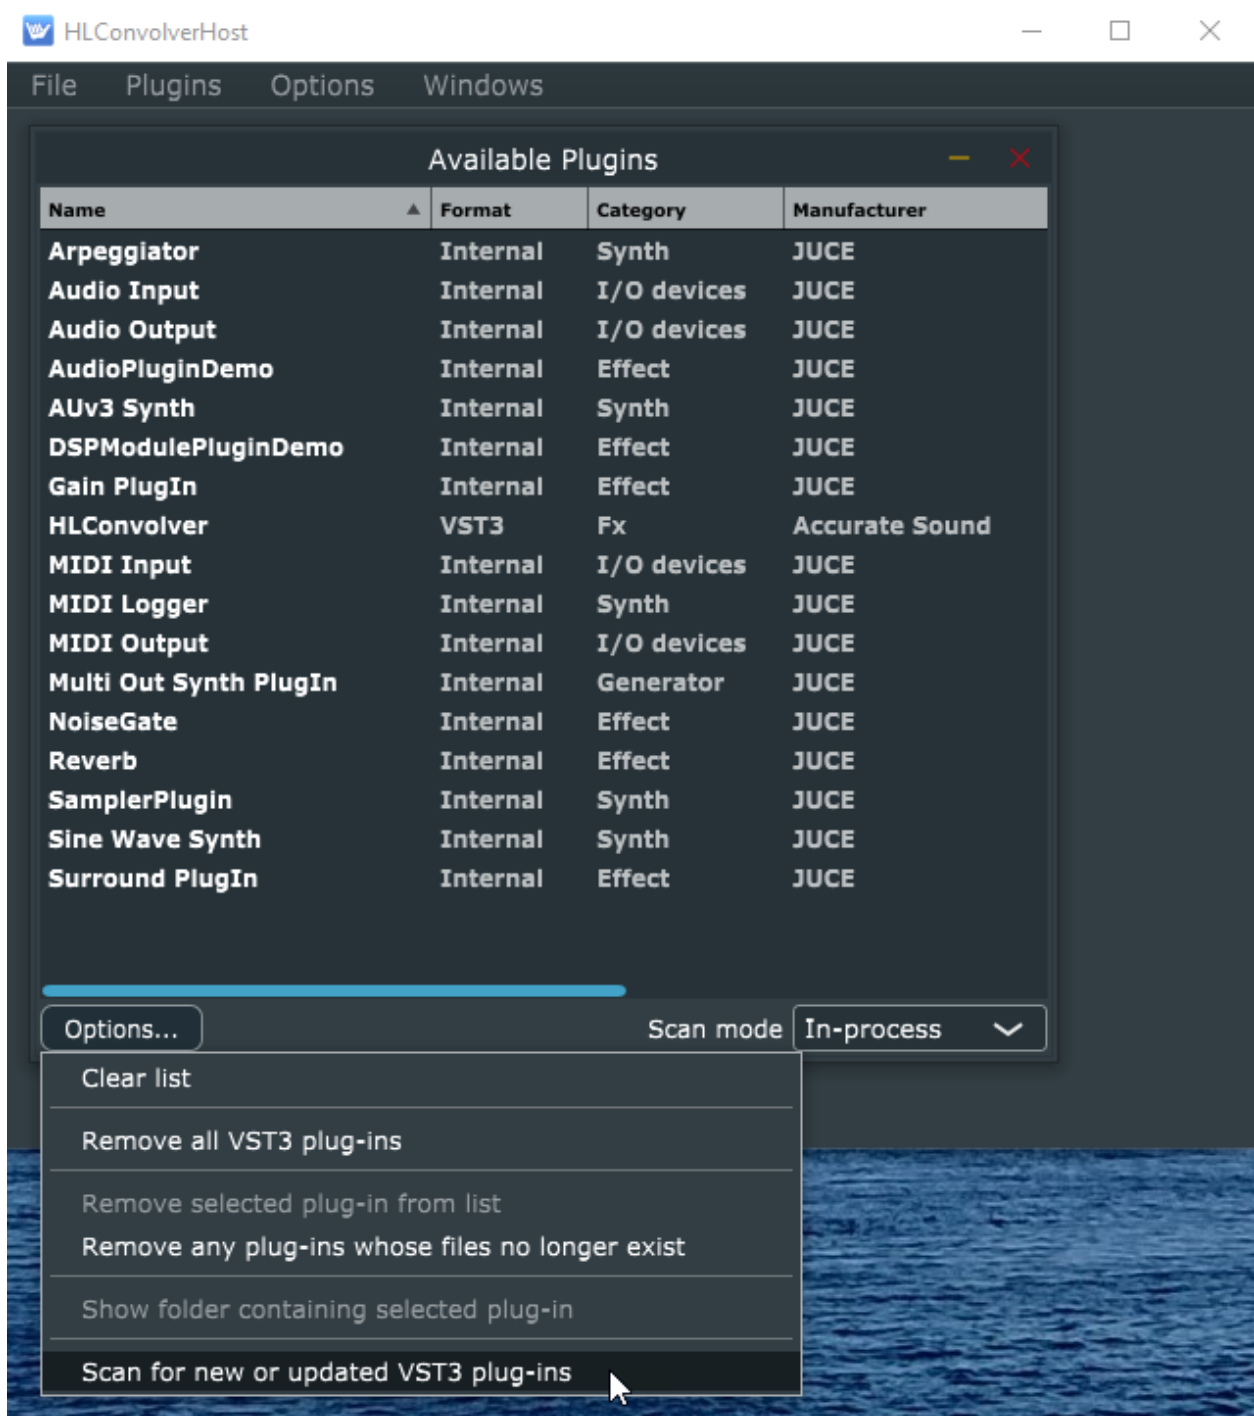 HLConvolverHost
File Plugins Options Windows
Available Plugins
Name Format Category Manufacturer
Arpeggiator Internal Synth JUCE
Audio Input Internal I/O devices JUCE
Audio Output Internal I/O devices JUCE
AudioPluginDemo Internal Effect JUCE
AUv3 Synth Internal Synth JUCE
DSPModulePluginDemo Internal Effect JUCE
Gain PlugIn Internal Effect JUCE
HLConvolver VST3 Fx Accurate Sound
MIDI Input Internal I/O devices JUCE
MIDI Logger Internal Synth JUCE
MIDI Output Internal I/O devices JUCE
Multi Out Synth PlugIn Internal Generator JUCE
NoiseGate Internal Effect JUCE
Reverb Internal Effect JUCE
SamplerPlugin Internal Synth JUCE
Sine Wave Synth Internal Synth JUCE
Surround PlugIn Internal Effect JUCE
Options... Scan mode In-process
Clear list
Remove all VST3 plug-ins
Remove selected plug-in from list
Remove any plug-ins whose files no longer exist
Show folder containing selected plug-in
Scan for new or updated VST3 plug-ins